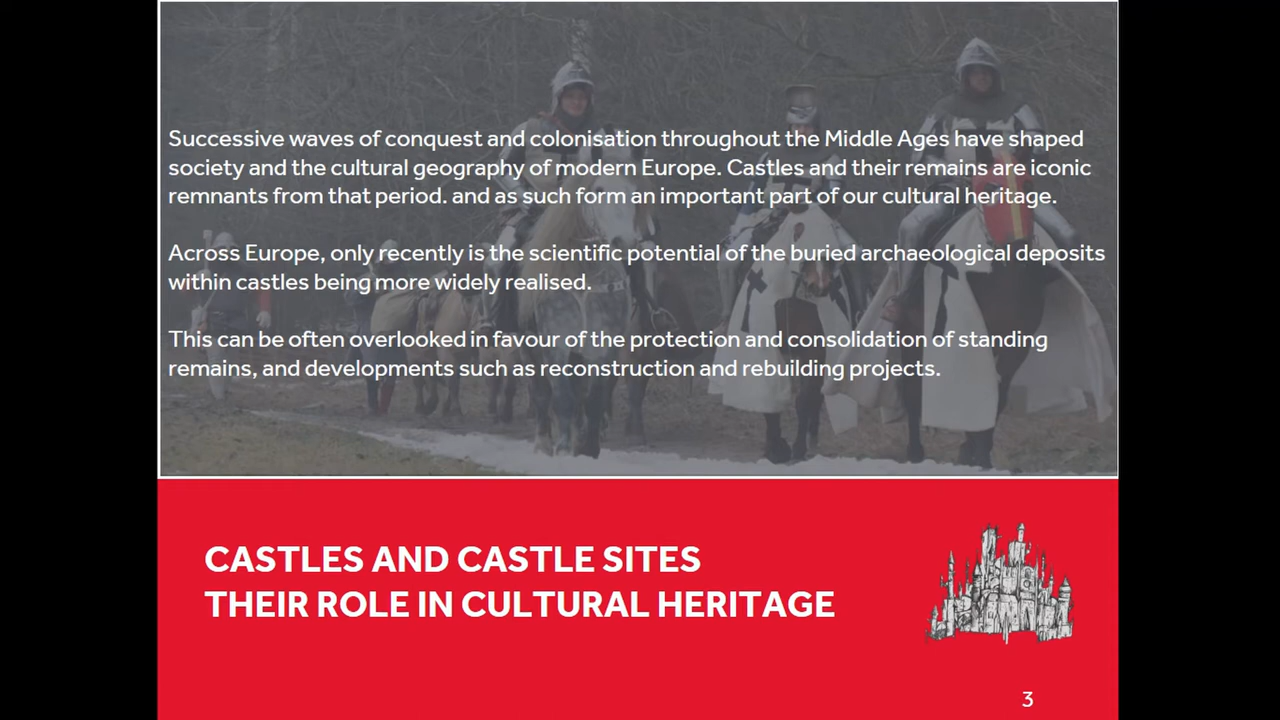 Successive waves of conquest and colonisation throughout the Middle Ages have shaped
society and the cultural geography of modern Europe. Castles and their remains are iconic
remnants from that period. and as such form an important part of our cultural heritage.
Across Europe, only recently is the scientific potential of the buried archaeological deposits
within castles being more widely realised.
This can be often overlooked in favour of the protection and consolidation of standing
remains, and developments such as reconstruction and rebuilding projects.
CASTLES AND CASTLE SITES
THEIR ROLE IN CULTURAL HERITAGE
3